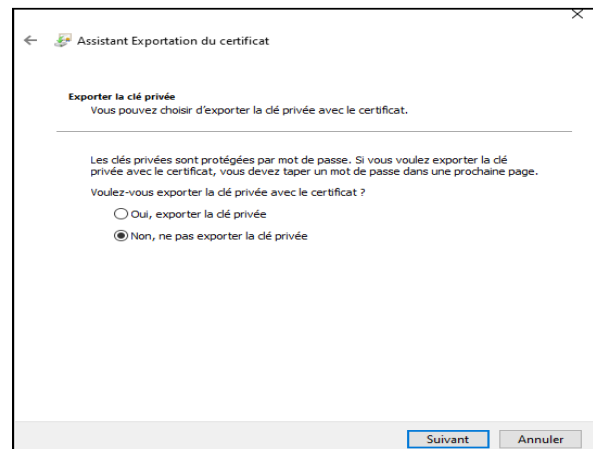 Assistant Exportation du certificat
Exporter la clé privée
Vous pouvez choisir d'exporter la clé privée avec le certificat.
Les clés privées sont protégées par mot de passe. Si vous voulez exporter la clé
privée avec le certificat, vous devez taper un mot de passe dans une prochaine page.
Voulez-vous exporter la clé privée avec le certificat ?
Oui, exporter la clé privée
Non, ne pas exporter la clé privée
Suivant Annuler